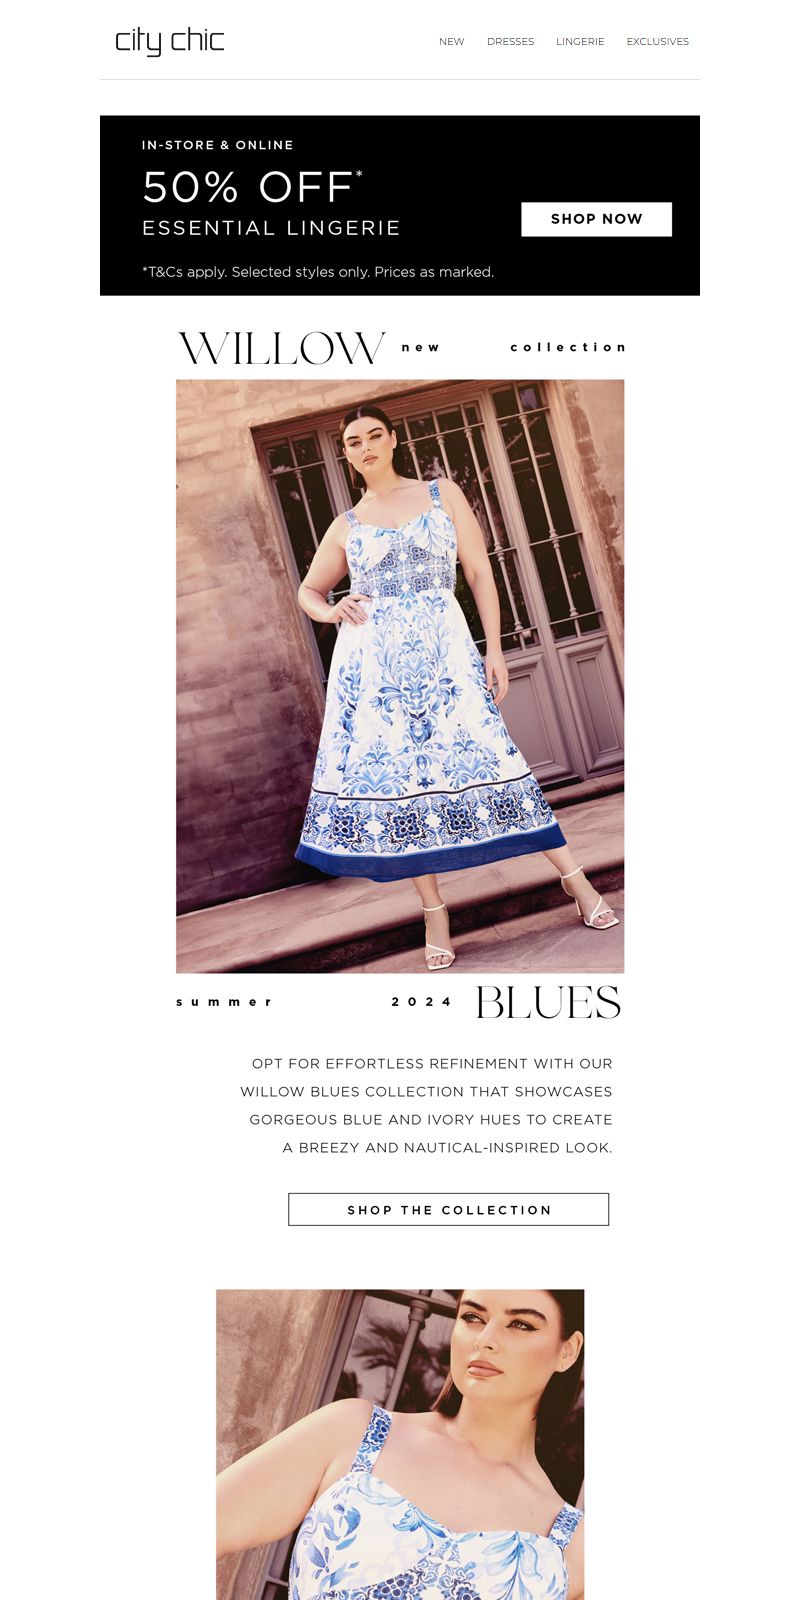 city chic
NEW DRESSES LINGERIE EXCLUSIVES
IN-STORE & ONLINE
50% OFF*
ESSENTIAL LINGERIE
SHOP NOW
*T&Cs apply. Selected styles only. Prices as marked.
WILLOW new collection
summer 2024 BLUES
OPT FOR EFFORTLESS REFINEMENT WITH OUR
WILLOW BLUES COLLECTION THAT SHOWCASES
GORGEOUS BLUE AND IVORY HUES TO CREATE
A BREEZY AND NAUTICAL-INSPIRED LOOK.
SHOP THE COLLECTION